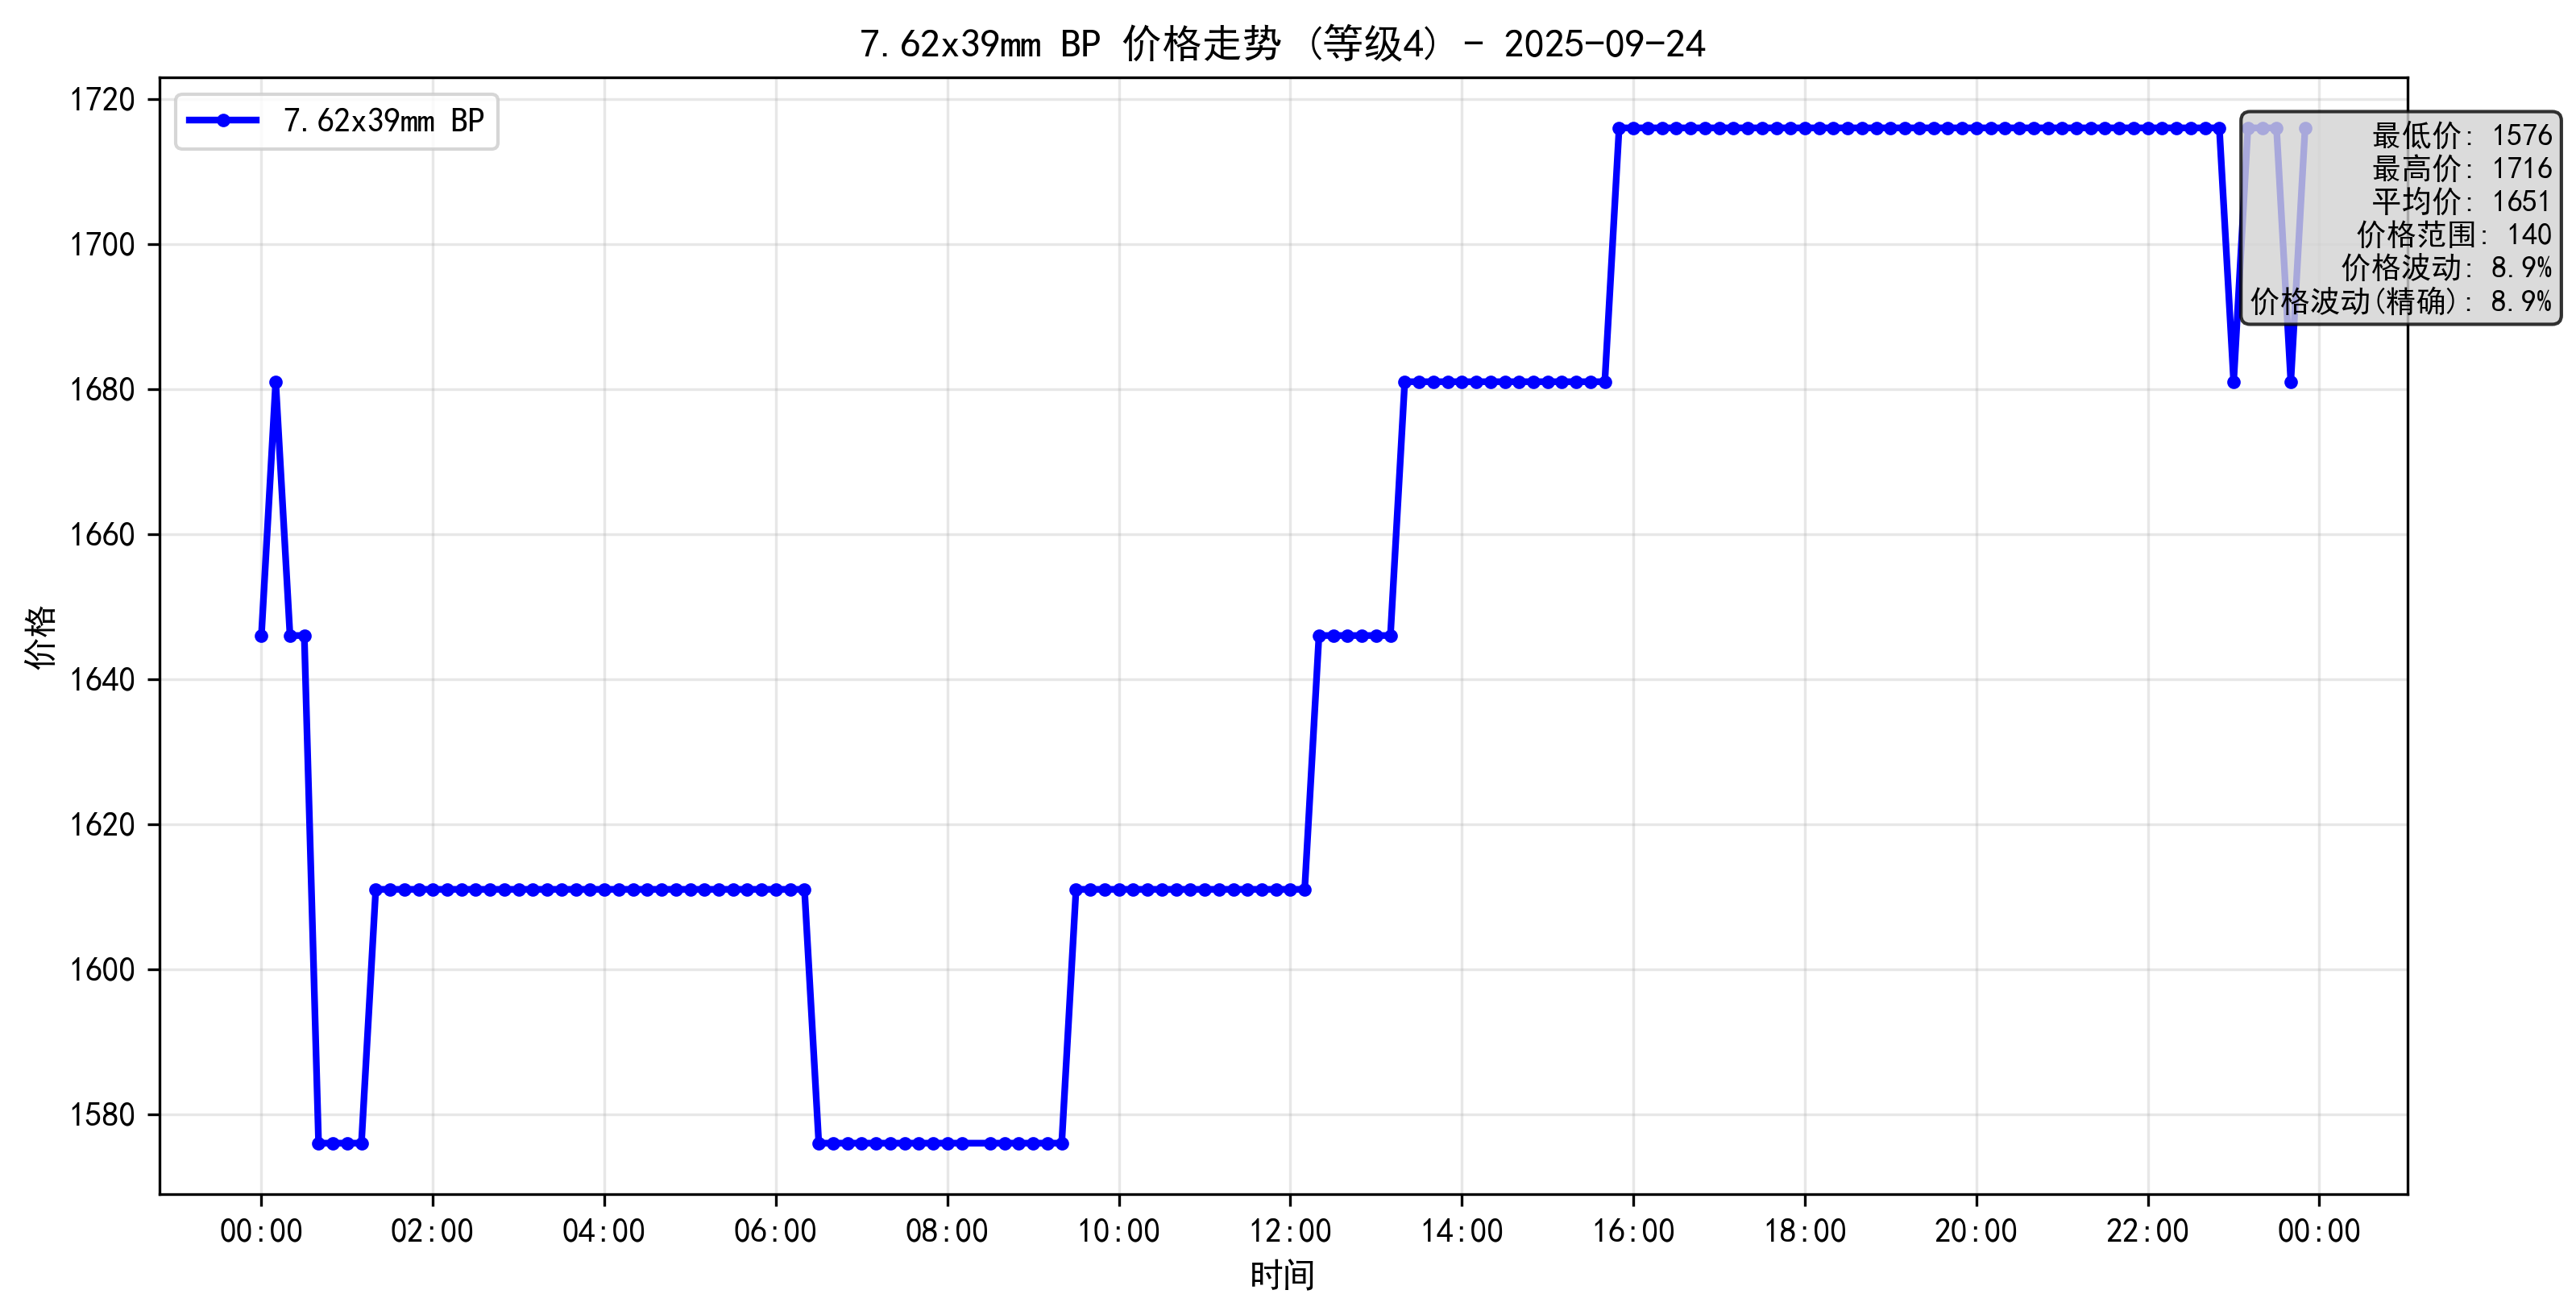 7.62x39mm BP 价格走势 (等级4) - 2025-09-24
7.62x39mm BP
最低价: 1576
最高价: 1716
平均价: 1651
价格范围: 140
价格波动: 8.9%
价格波动(精确): 8.9%
价格
1720
1700
1680
1660
1640
1620
1600
1580
00:00 02:00 04:00 06:00 08:00 10:00 12:00 14:00 16:00 18:00 20:00 22:00 00:00
时间